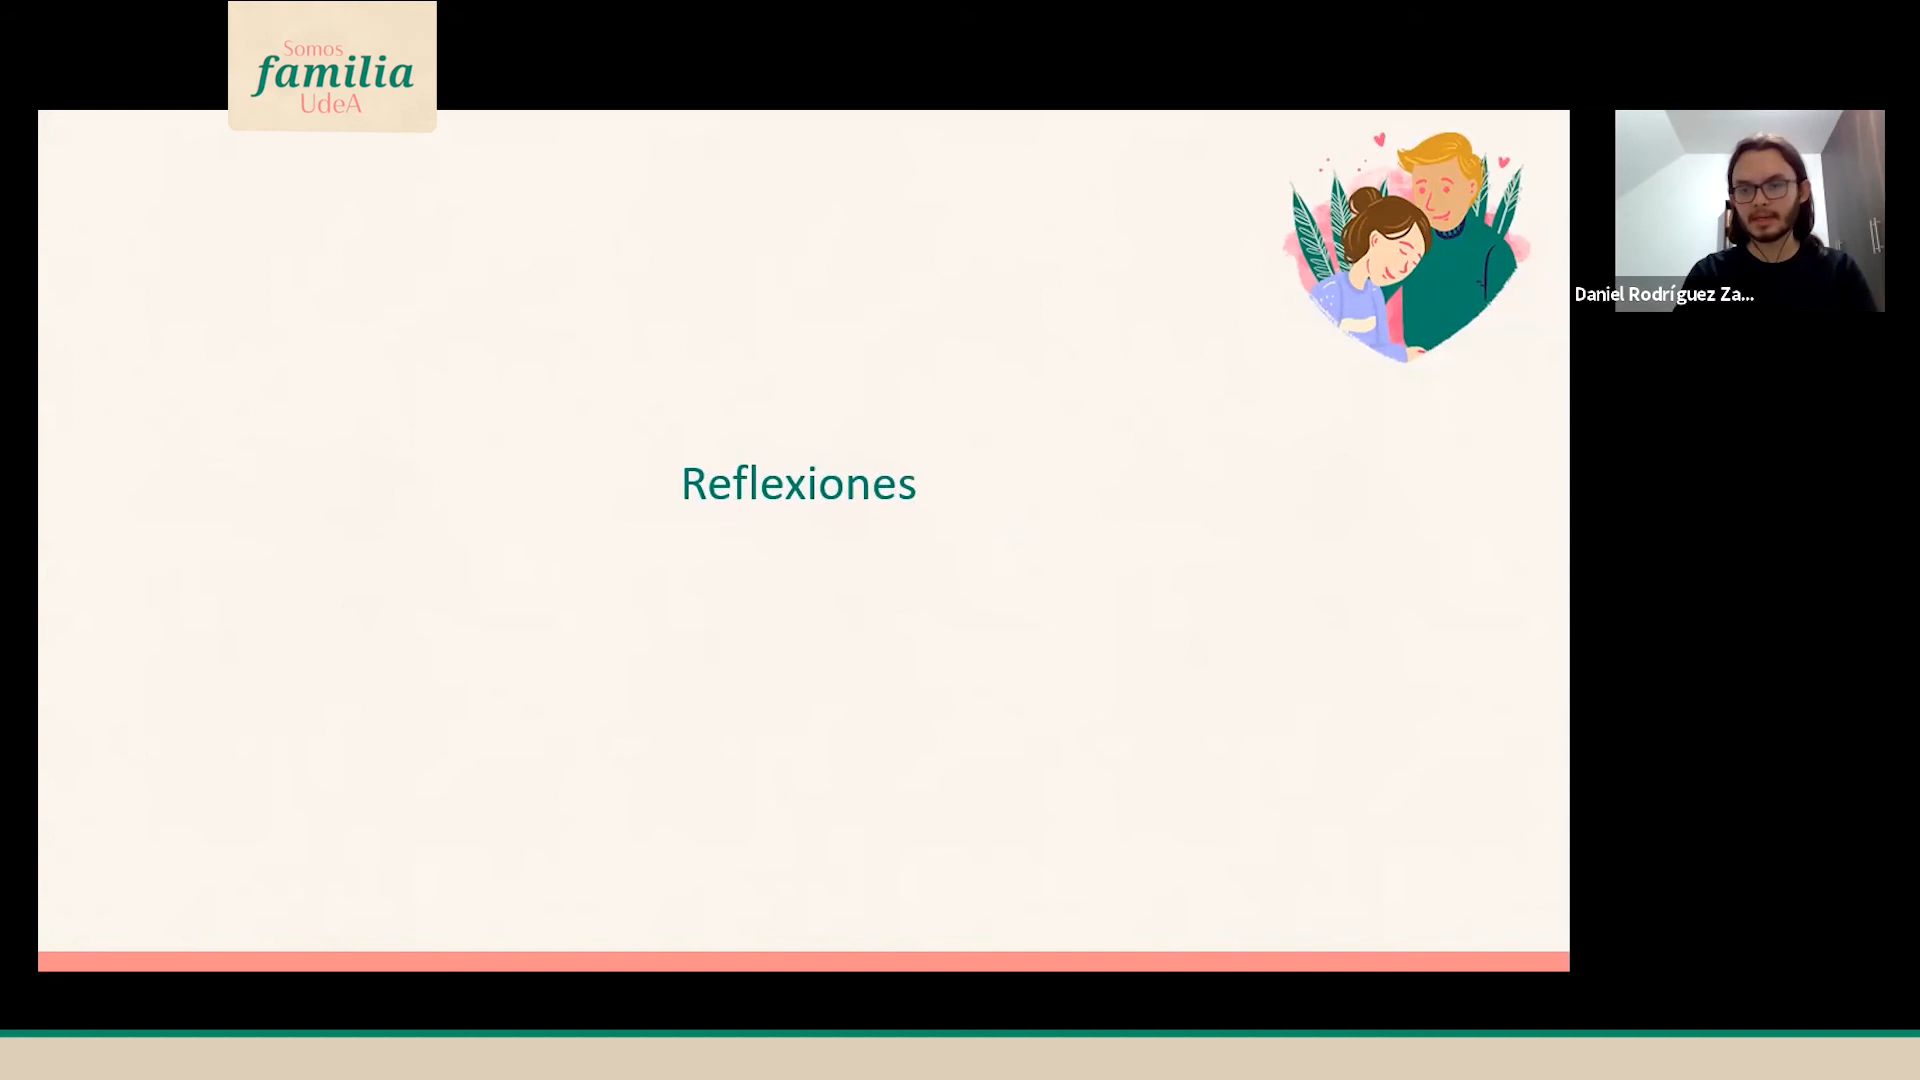 Somos
familia
UdeA
Reflexiones
Daniel Rodríguez Za...